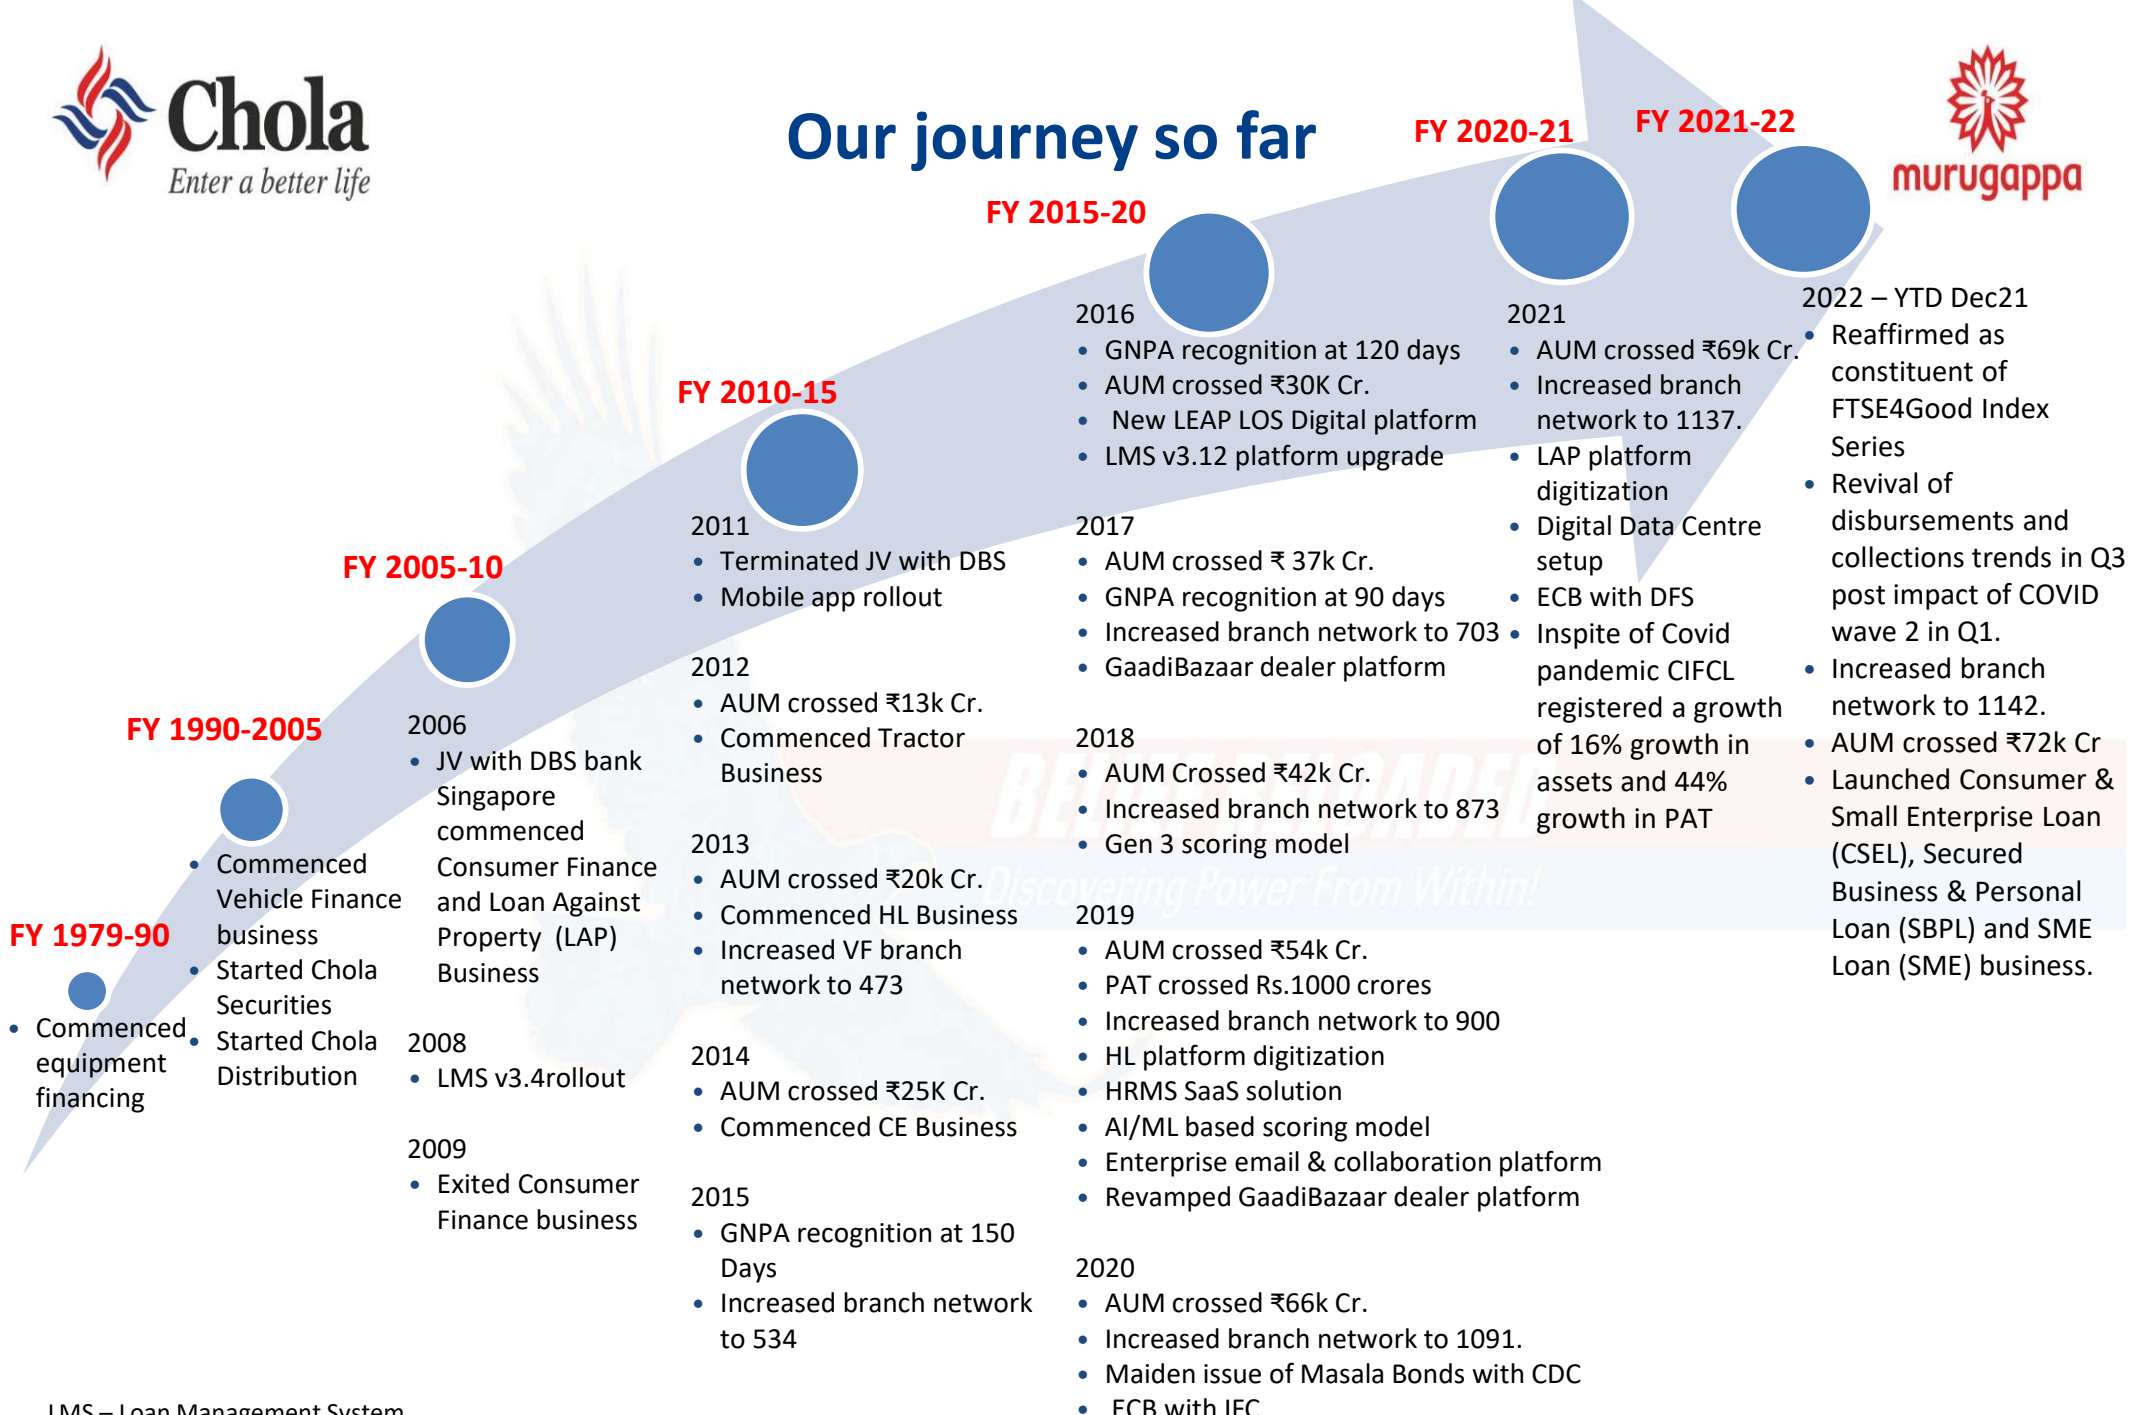 Chola
Enter a better life
Our journey so far
murugappa
FY 1979-90
• Commenced
equipment
financing
FY 1990-2005
• Commenced
Vehicle Finance
business
• Started Chola
Securities
• Started Chola
Distribution
FY 2005-10
2006
• JV with DBS bank
Singapore
commenced
Consumer Finance
and Loan Against
Property (LAP)
Business
2008
• LMS v3.4rollout
2009
• Exited Consumer
Finance business
FY 2010-15
2011
• Terminated JV with DBS
• Mobile app rollout
2012
• AUM crossed ₹13k Cr.
• Commenced Tractor
Business
2013
• AUM crossed ₹20k Cr.
• Commenced HL Business
• Increased VF branch
network to 473
2014
• AUM crossed ₹25K Cr.
• Commenced CE Business
2015
• GNPA recognition at 150
Days
• Increased branch network
to 534
FY 2015-20
2016
• GNPA recognition at 120 days
• AUM crossed ₹30K Cr.
• New LEAP LOS Digital platform
• LMS v3.12 platform upgrade
2017
• AUM crossed ₹ 37k Cr.
• GNPA recognition at 90 days
• Increased branch network to 703
• GaadiBazaar dealer platform
2018
• AUM Crossed ₹42k Cr.
• Increased branch network to 873
• Gen 3 scoring model
2019
• AUM crossed ₹54k Cr.
• PAT crossed Rs.1000 crores
• Increased branch network to 900
• HL platform digitization
• HRMS SaaS solution
• AI/ML based scoring model
• Enterprise email & collaboration platform
• Revamped GaadiBazaar dealer platform
2020
• AUM crossed ₹66k Cr.
• Increased branch network to 1091.
• Maiden issue of Masala Bonds with CDC
• ECB with IFC
FY 2020-21
2021
• AUM crossed ₹69k Cr.
• Increased branch
network to 1137.
• LAP platform
digitization
• Digital Data Centre
setup
• ECB with DFS
• Inspite of Covid
pandemic CIFCL
registered a growth
of 16% growth in
assets and 44%
growth in PAT
FY 2021-22
2022 – YTD Dec21
• Reaffirmed as
constituent of
FTSE4Good Index
Series
• Revival of
disbursements and
collections trends in Q3
post impact of COVID
wave 2 in Q1.
• Increased branch
network to 1142.
• AUM crossed ₹72k Cr
• Launched Consumer &
Small Enterprise Loan
(CSEL), Secured
Business & Personal
Loan (SBPL) and SME
Loan (SME) business.
BELIEF RELOADED
Discovering Power From Within!
LMS – Loan Management System